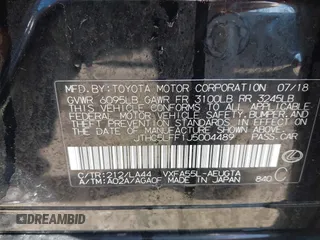 MFD.BY:TOYOTA MOTOR CORPORATION 07/18
GVWR 6095LB GAWR FR 3100LB RR 3245LB
THIS VEHICLE CONFORMS TO ALL APPLICABLE
FEDERAL MOTOR VEHICLE SAFETY,BUMPER,AND
THEFT PREVENTION STANDARDS IN EFFECT
ON THE DATE OF MANUFACTURE SHOWN ABOVE.
JTHC5LFF1J5004489 PASS.CAR
C/TR:212/LA44 VXFA55L-AEUGTA
A/TM:A02A/AGA0F MADE IN JAPAN 840
DREAMBID